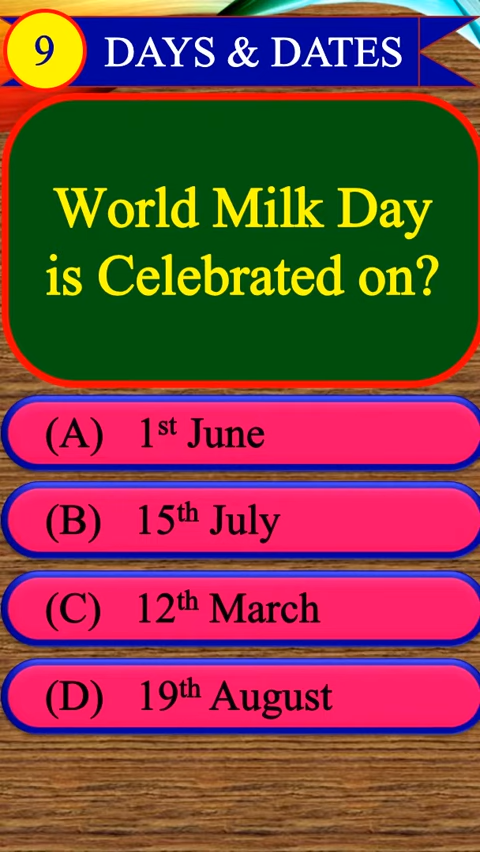 9 DAYS & DATES
World Milk Day
is Celebrated on?
(A) 1st June
(B) 15th July
(C) 12th March
(D) 19th August